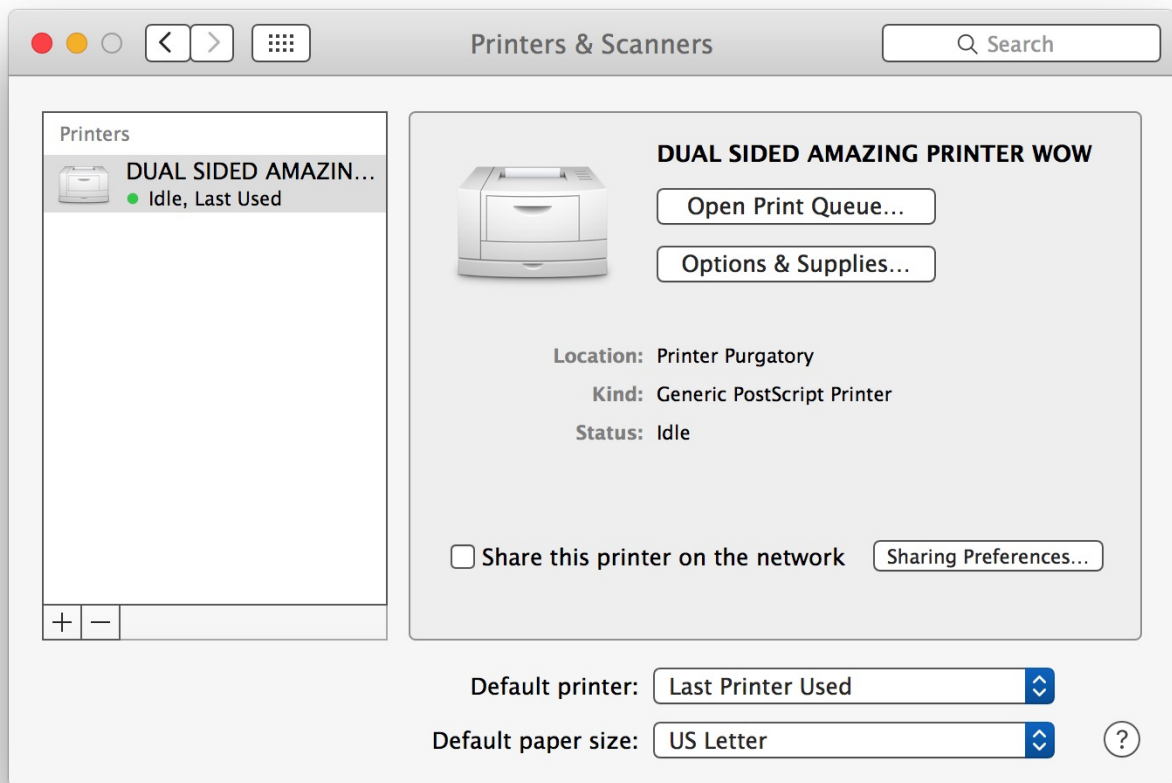 Printers & Scanners
Search
Printers
DUAL SIDED AMAZIN...
Idle, Last Used
DUAL SIDED AMAZING PRINTER WOW
Open Print Queue...
Options & Supplies...
Location: Printer Purgatory
Kind: Generic PostScript Printer
Status: Idle
Share this printer on the network
Sharing Preferences...
+ −
Default printer: Last Printer Used
Default paper size: US Letter
?